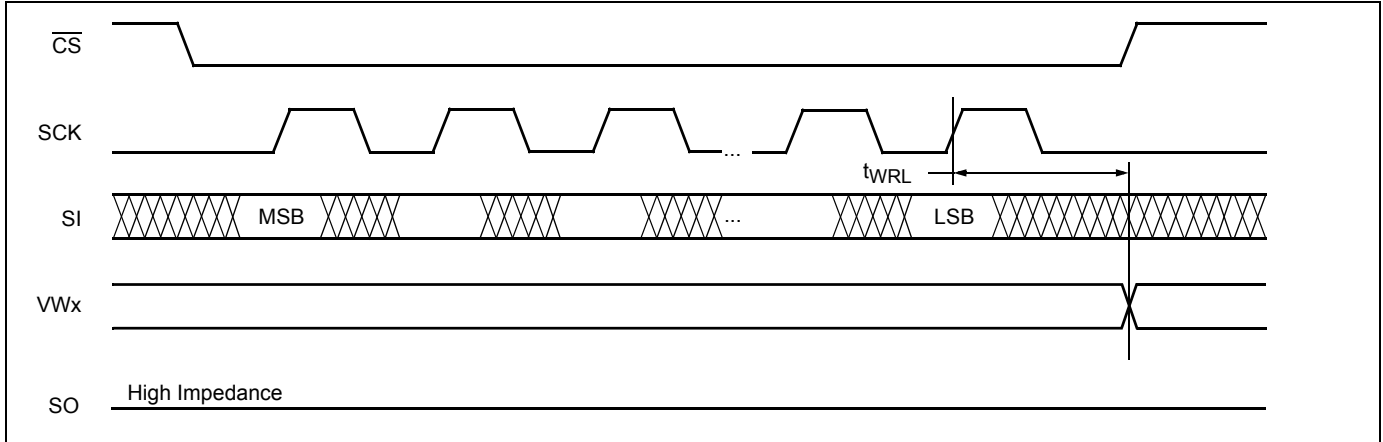 CS
SCK
...
tWRL
SI
MSB
...
LSB
VWx
High Impedance
SO